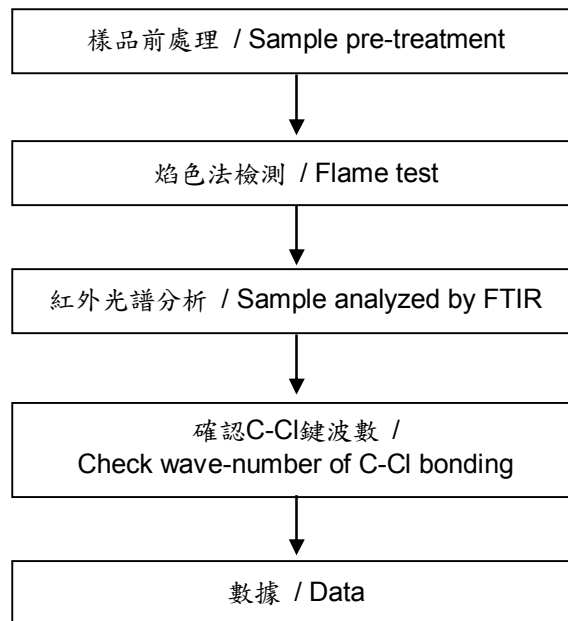 樣品前處理 / Sample pre-treatment
焰色法檢測 / Flame test
紅外光譜分析 / Sample analyzed by FTIR
確認C-Cl鍵波數 /
Check wave-number of C-Cl bonding
數據 / Data